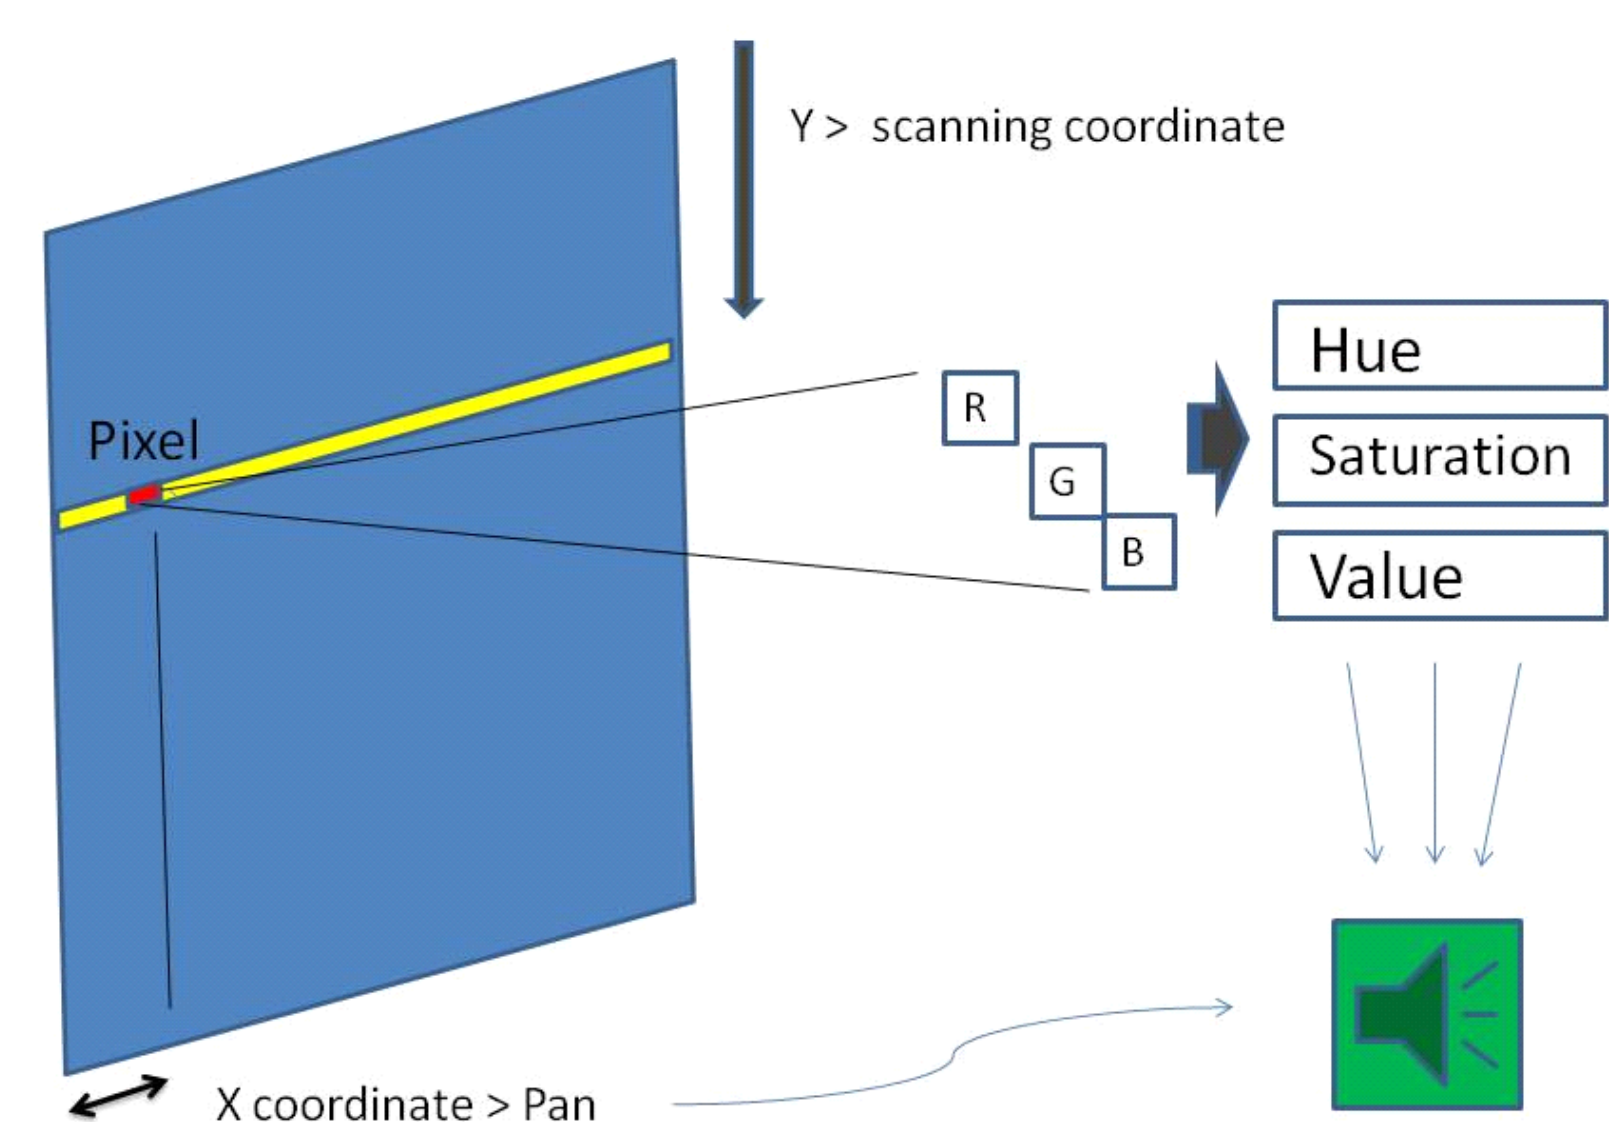 Y >  scanning coordinate
Hue
R
Pixel
Saturation
G
B
Value
X coordinate > Pan